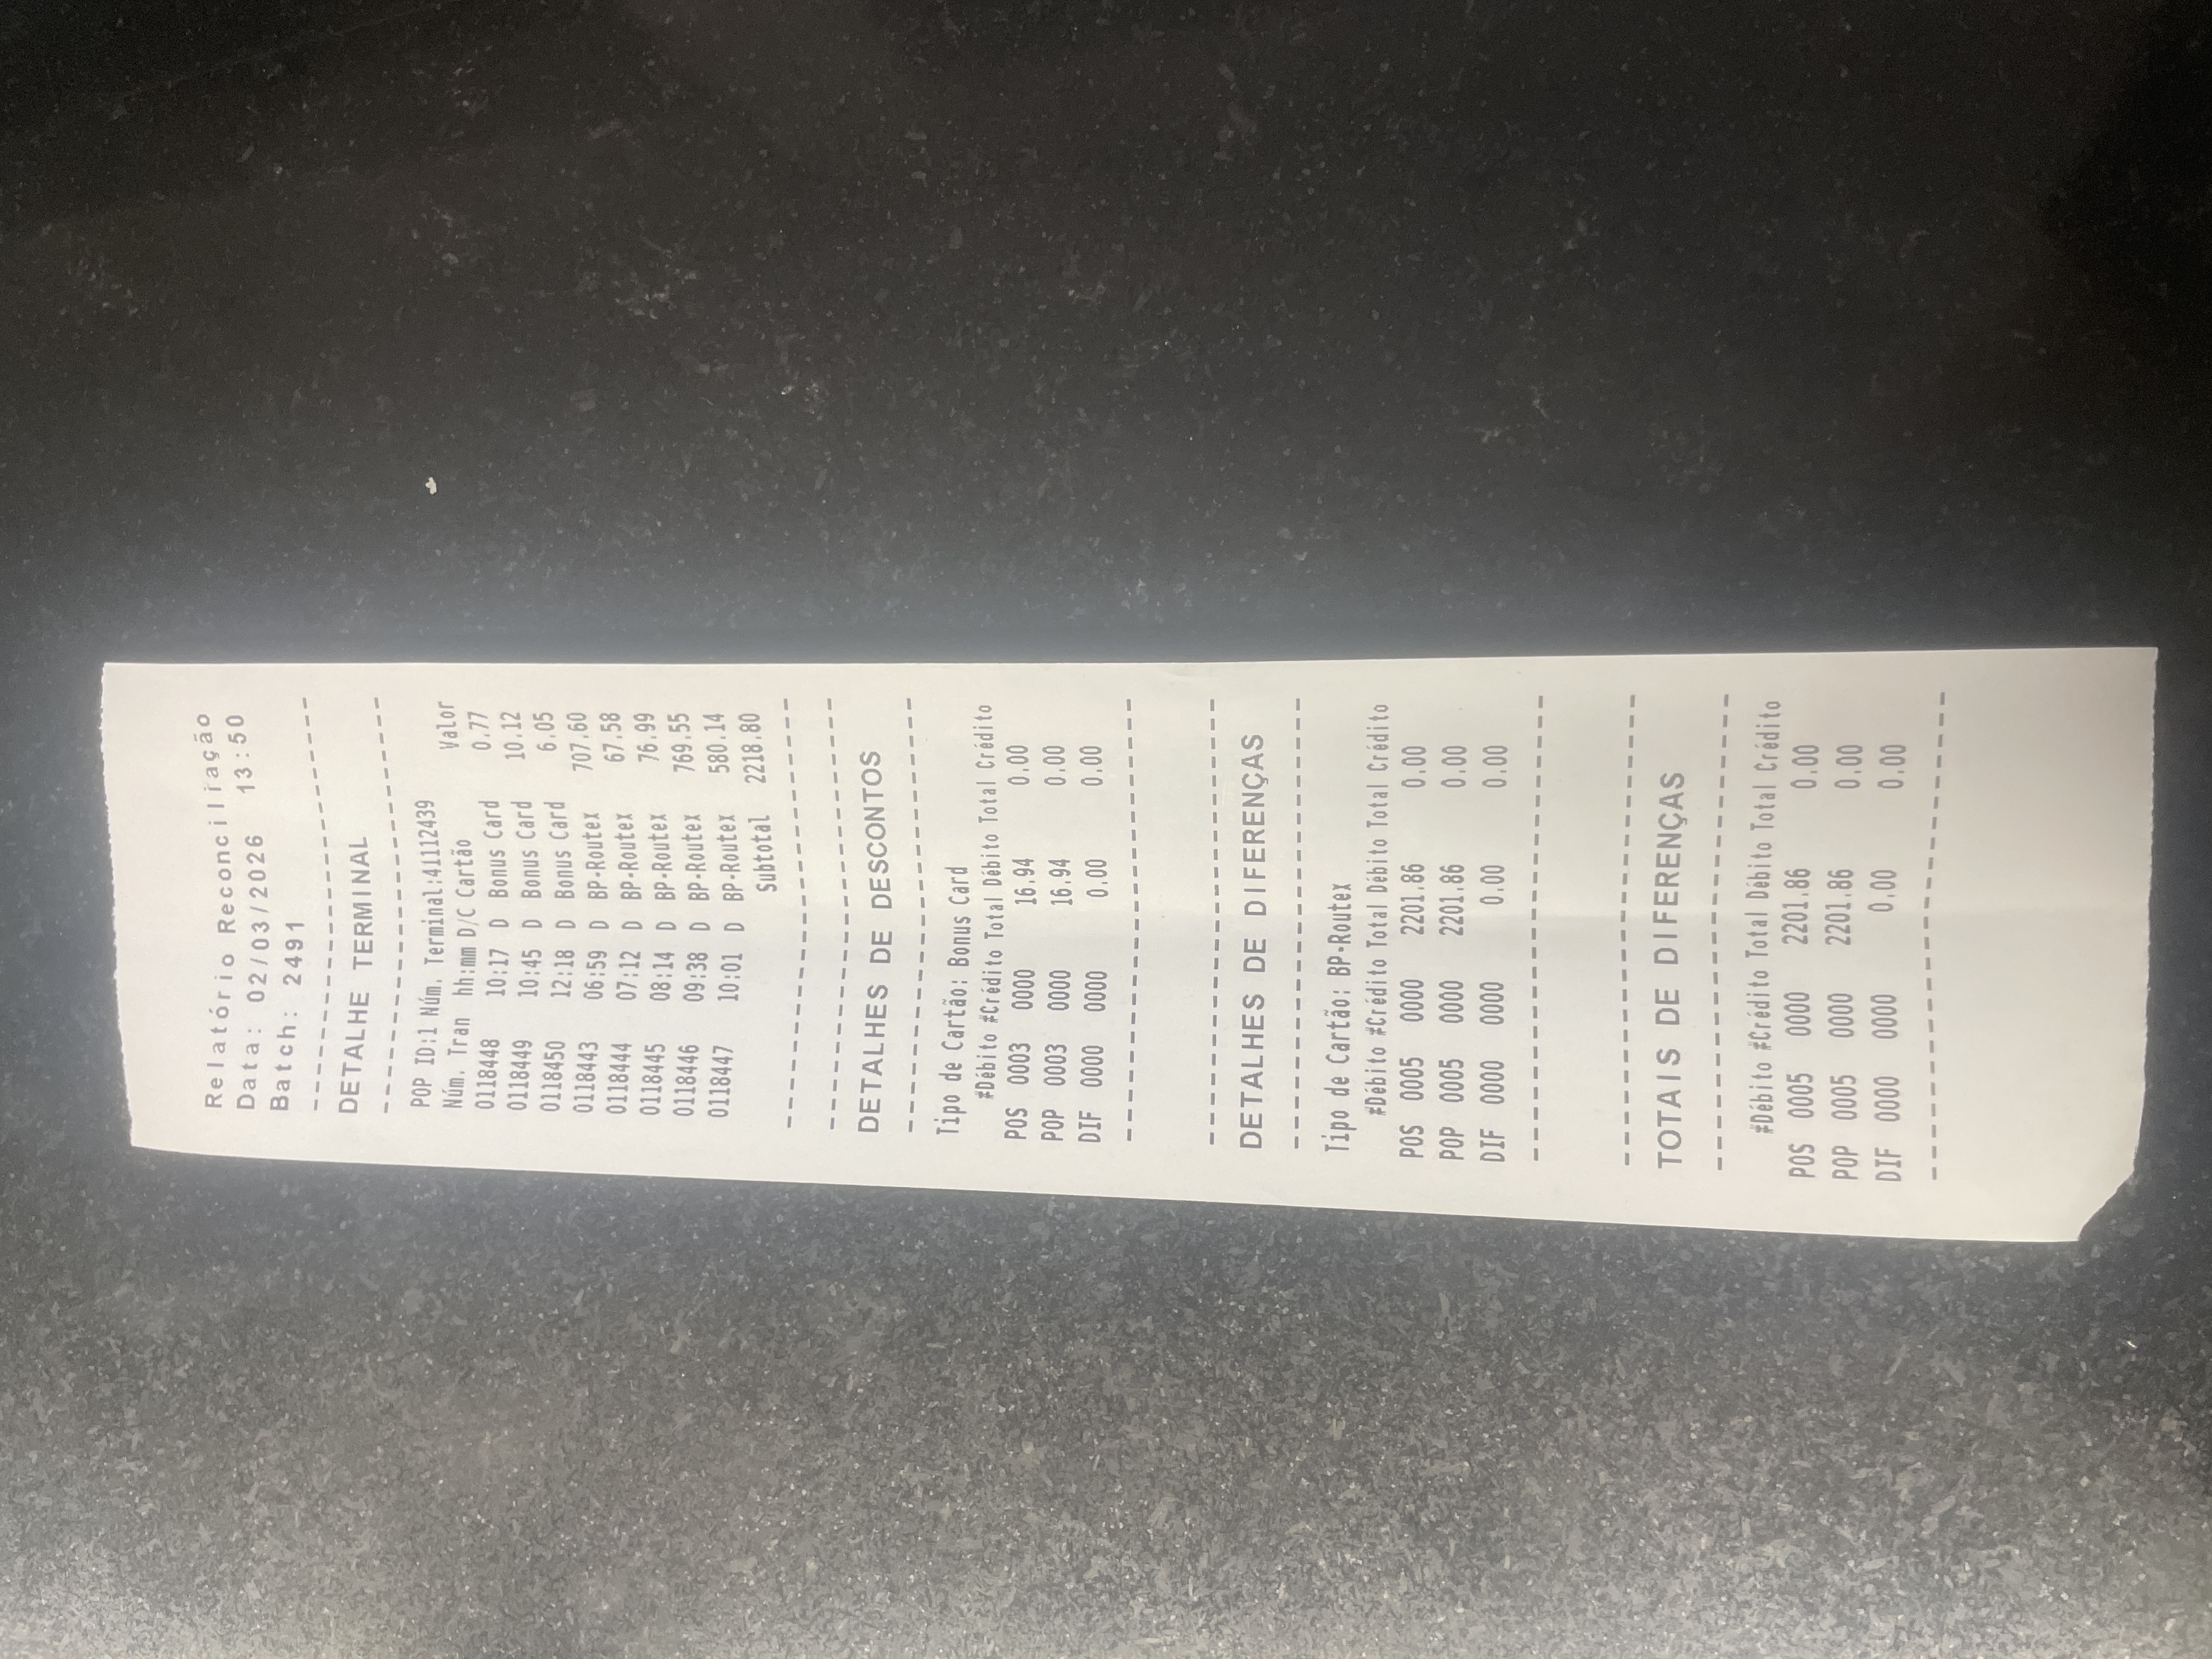 Relatório Reconciliação
Data: 02/03/2026 13:50
Batch: 2491
--------------------------------
DETALHE TERMINAL
--------------------------------
POP ID:1 Núm. Terminal:41112439
Núm. Tran hh:mm D/C Cartão Valor
0118448 10:17 D Bonus Card 0.77
0118449 10:45 D Bonus Card 10.12
0118450 12:18 D Bonus Card 6.05
0118443 06:59 D BP-Routex 707.60
0118444 07:12 D BP-Routex 67.58
0118445 08:14 D BP-Routex 76.99
0118446 09:38 D BP-Routex 769.55
0118447 10:01 D BP-Routex 580.14
Subtotal 2218.80
--------------------------------
--------------------------------
DETALHES DE DESCONTOS
--------------------------------
Tipo de Cartão: Bonus Card
#Débito #Crédito Total Débito Total Crédito
POS 0003 0000 16.94 0.00
POP 0003 0000 16.94 0.00
DIF 0000 0000 0.00 0.00
--------------------------------
--------------------------------
DETALHES DE DIFERENÇAS
--------------------------------
Tipo de Cartão: BP-Routex
#Débito #Crédito Total Débito Total Crédito
POS 0005 0000 2201.86 0.00
POP 0005 0000 2201.86 0.00
DIF 0000 0000 0.00 0.00
--------------------------------
--------------------------------
TOTAIS DE DIFERENÇAS
--------------------------------
#Débito #Crédito Total Débito Total Crédito
POS 0005 0000 2201.86 0.00
POP 0005 0000 2201.86 0.00
DIF 0000 0000 0.00 0.00
--------------------------------